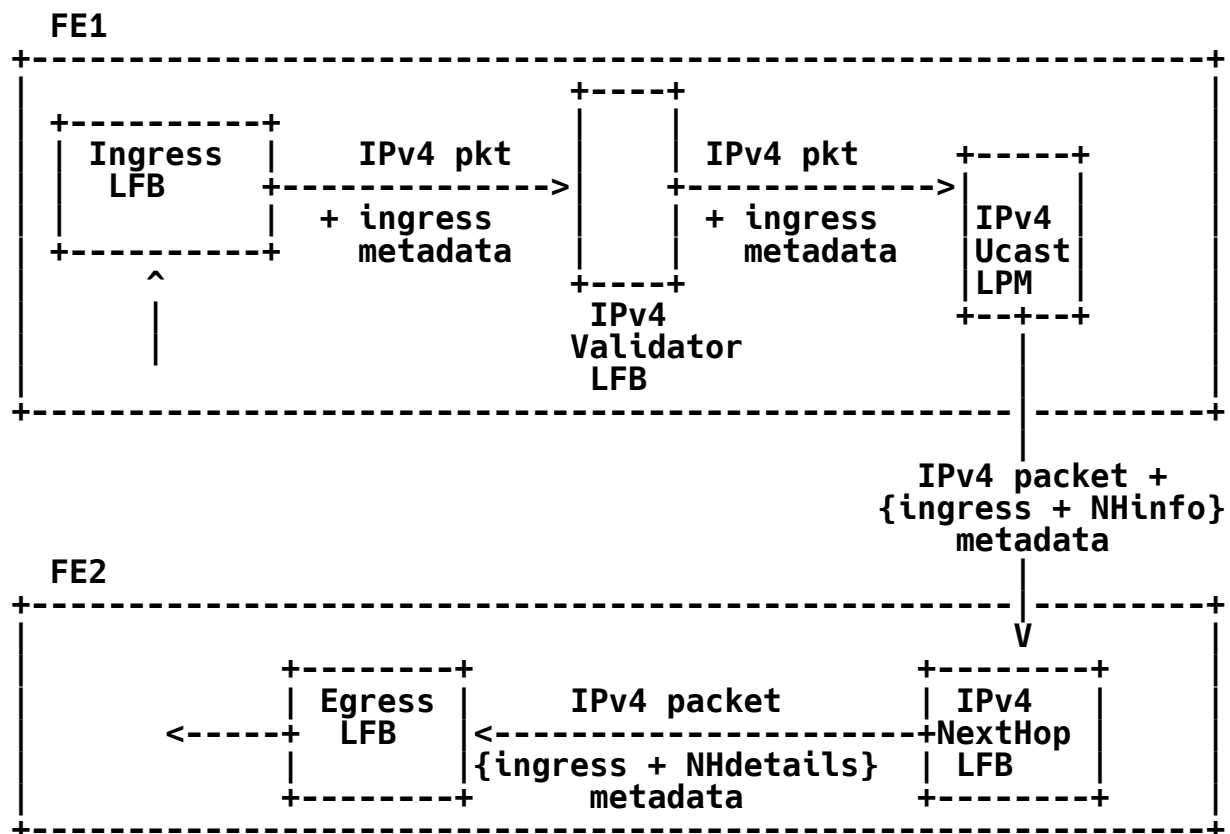 FE1
Ingress
LFB
IPv4 pkt
+ ingress
metadata
IPv4
Validator
LFB
IPv4 pkt
+ ingress
metadata
IPv4
Ucast
LPM
IPv4 packet +
{ingress + NHinfo}
metadata
FE2
Egress
LFB
IPv4 packet
{ingress + NHdetails}
metadata
IPv4
NextHop
LFB